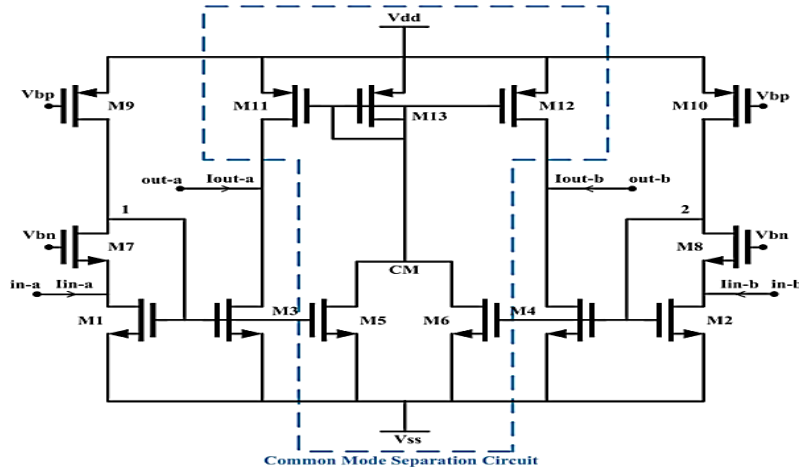 Vdd
Vbp M9 M11 M13 M12 M10 Vbp
out-a Iout-a Iout-b out-b
1 2
Vbn M7 M8 Vbn
CM
in-a Iin-a Iin-b in-b
M1 M3 M5 M6 M4 M2
Vss
Common Mode Separation Circuit